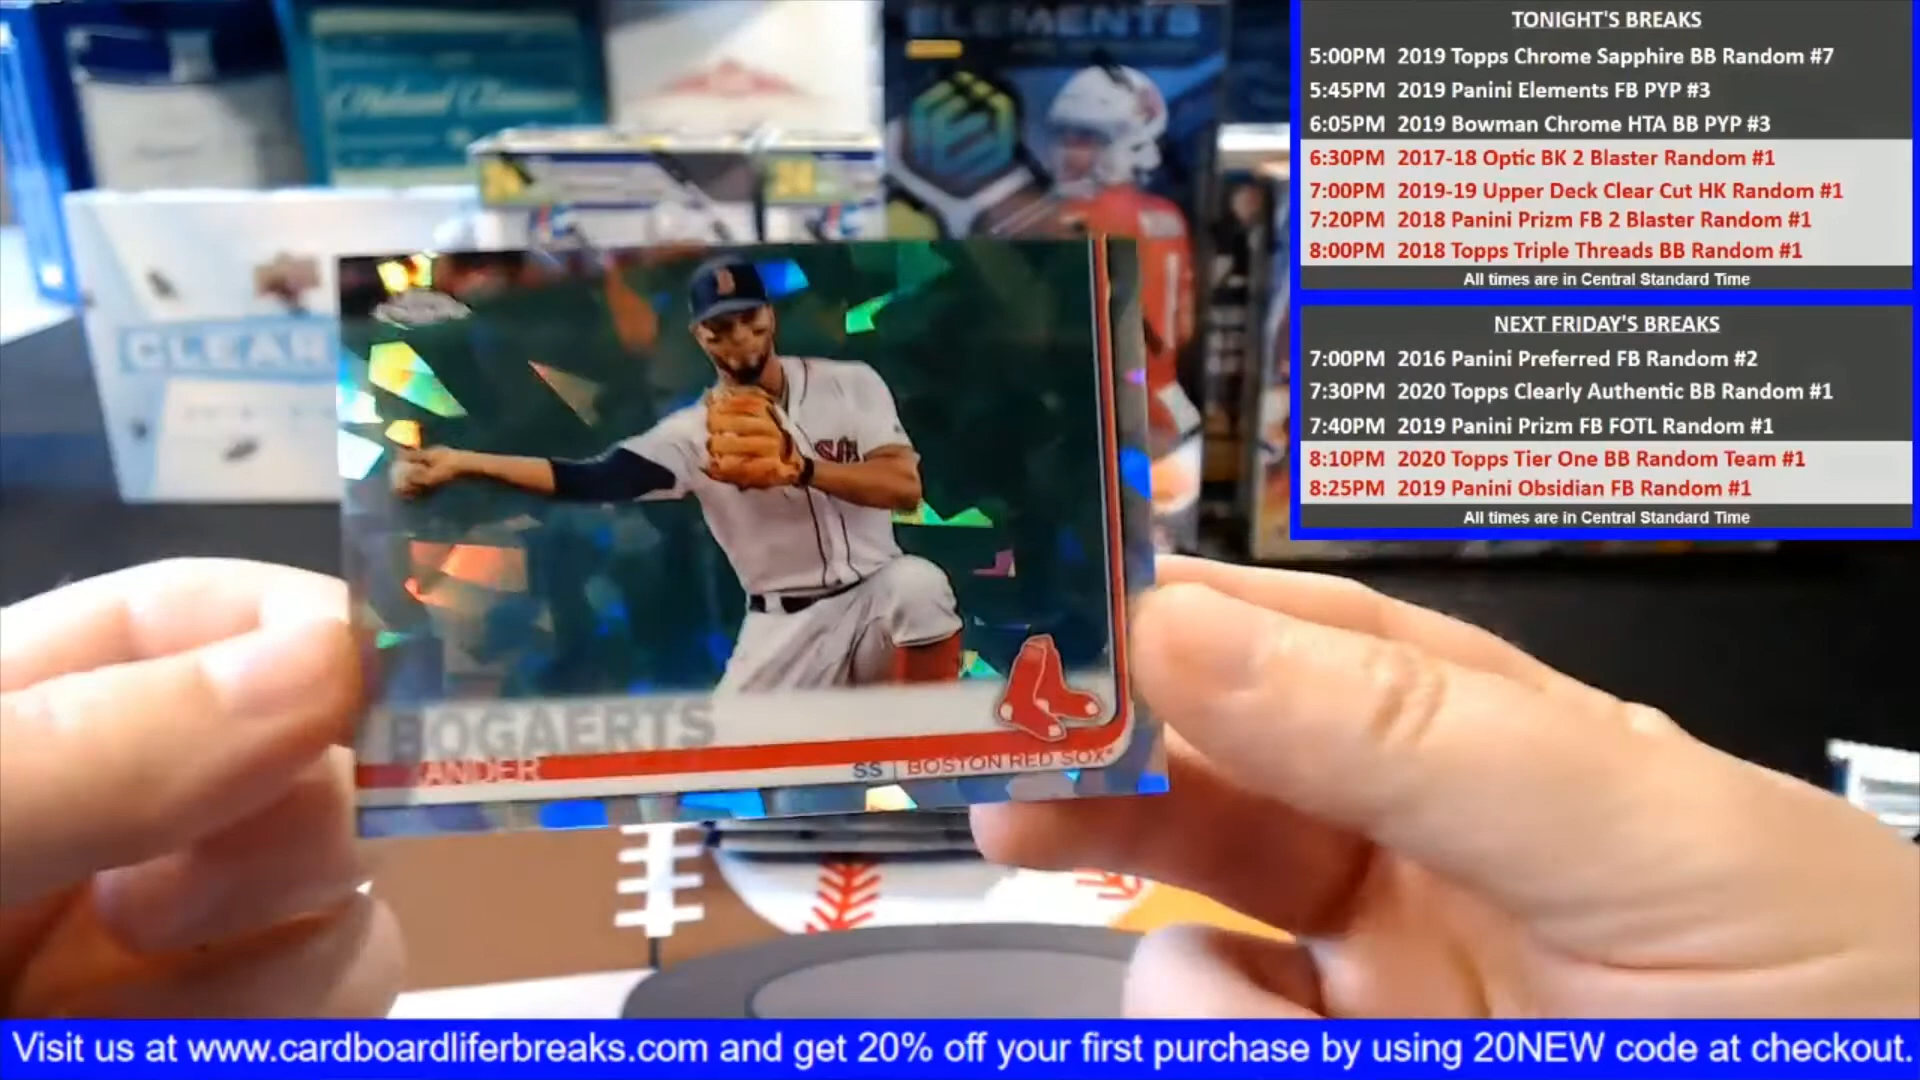 TONIGHT'S BREAKS
5:00PM 2019 Topps Chrome Sapphire BB Random #7
5:45PM 2019 Panini Elements FB PYP #3
6:05PM 2019 Bowman Chrome HTA BB PYP #3
6:30PM 2017-18 Optic BK 2 Blaster Random #1
7:00PM 2019-19 Upper Deck Clear Cut HK Random #1
7:20PM 2018 Panini Prizm FB 2 Blaster Random #1
8:00PM 2018 Topps Triple Threads BB Random #1
All times are in Central Standard Time
NEXT FRIDAY'S BREAKS
7:00PM 2016 Panini Preferred FB Random #2
7:30PM 2020 Topps Clearly Authentic BB Random #1
7:40PM 2019 Panini Prizm FB FOTL Random #1
8:10PM 2020 Topps Tier One BB Random Team #1
8:25PM 2019 Panini Obsidian FB Random #1
All times are in Central Standard Time
ELEMENTS
CLEAR
BOGAERTS
ANDER
SS | BOSTON RED SOX
Visit us at www.cardboardliferbreaks.com and get 20% off your first purchase by using 20NEW code at checkout.